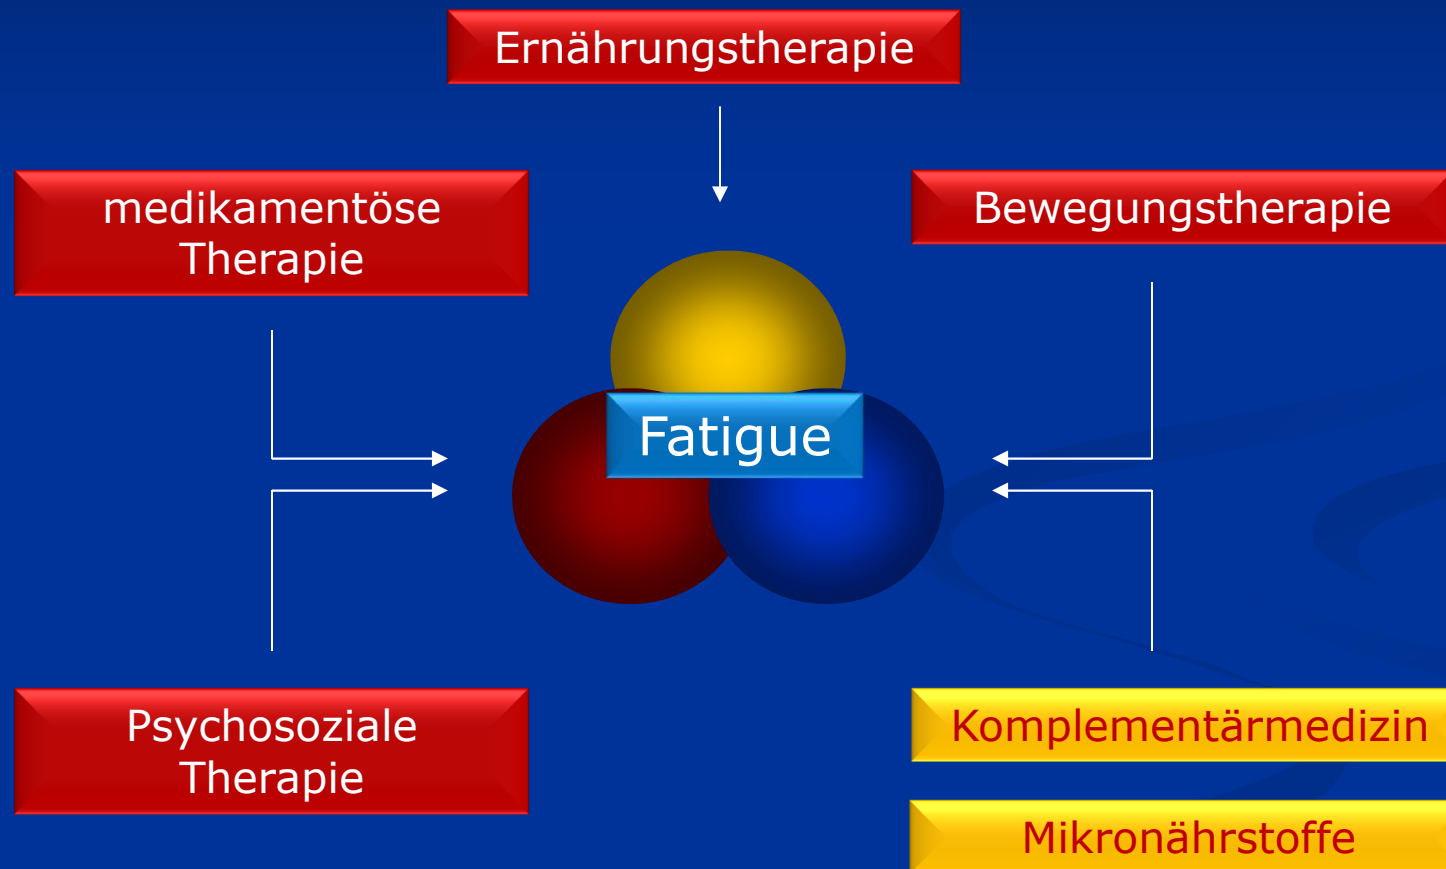 Ernährungstherapie
medikamentöse
Therapie
Bewegungstherapie
Fatigue
Psychosoziale
Therapie
Komplementärmedizin
Mikronährstoffe